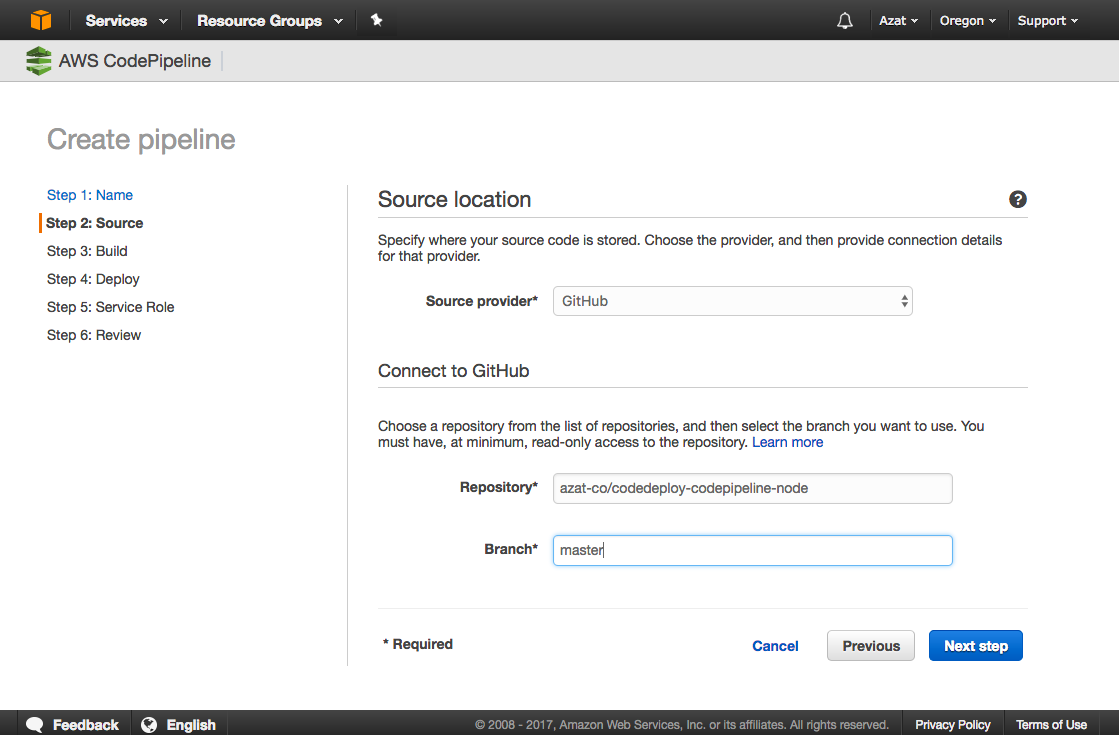 Services Resource Groups Azat Oregon Support
AWS CodePipeline
Create pipeline
Step 1: Name
Step 2: Source
Step 3: Build
Step 4: Deploy
Step 5: Service Role
Step 6: Review
Source location ?
Specify where your source code is stored. Choose the provider, and then provide connection details
for that provider.
Source provider* GitHub
Connect to GitHub
Choose a repository from the list of repositories, and then select the branch you want to use. You
must have, at minimum, read-only access to the repository. Learn more
Repository* azat-co/codedeploy-codepipeline-node
Branch* master
* Required Cancel Previous Next step
Feedback English © 2008 - 2017, Amazon Web Services, Inc. or its affiliates. All rights reserved. Privacy Policy Terms of Use